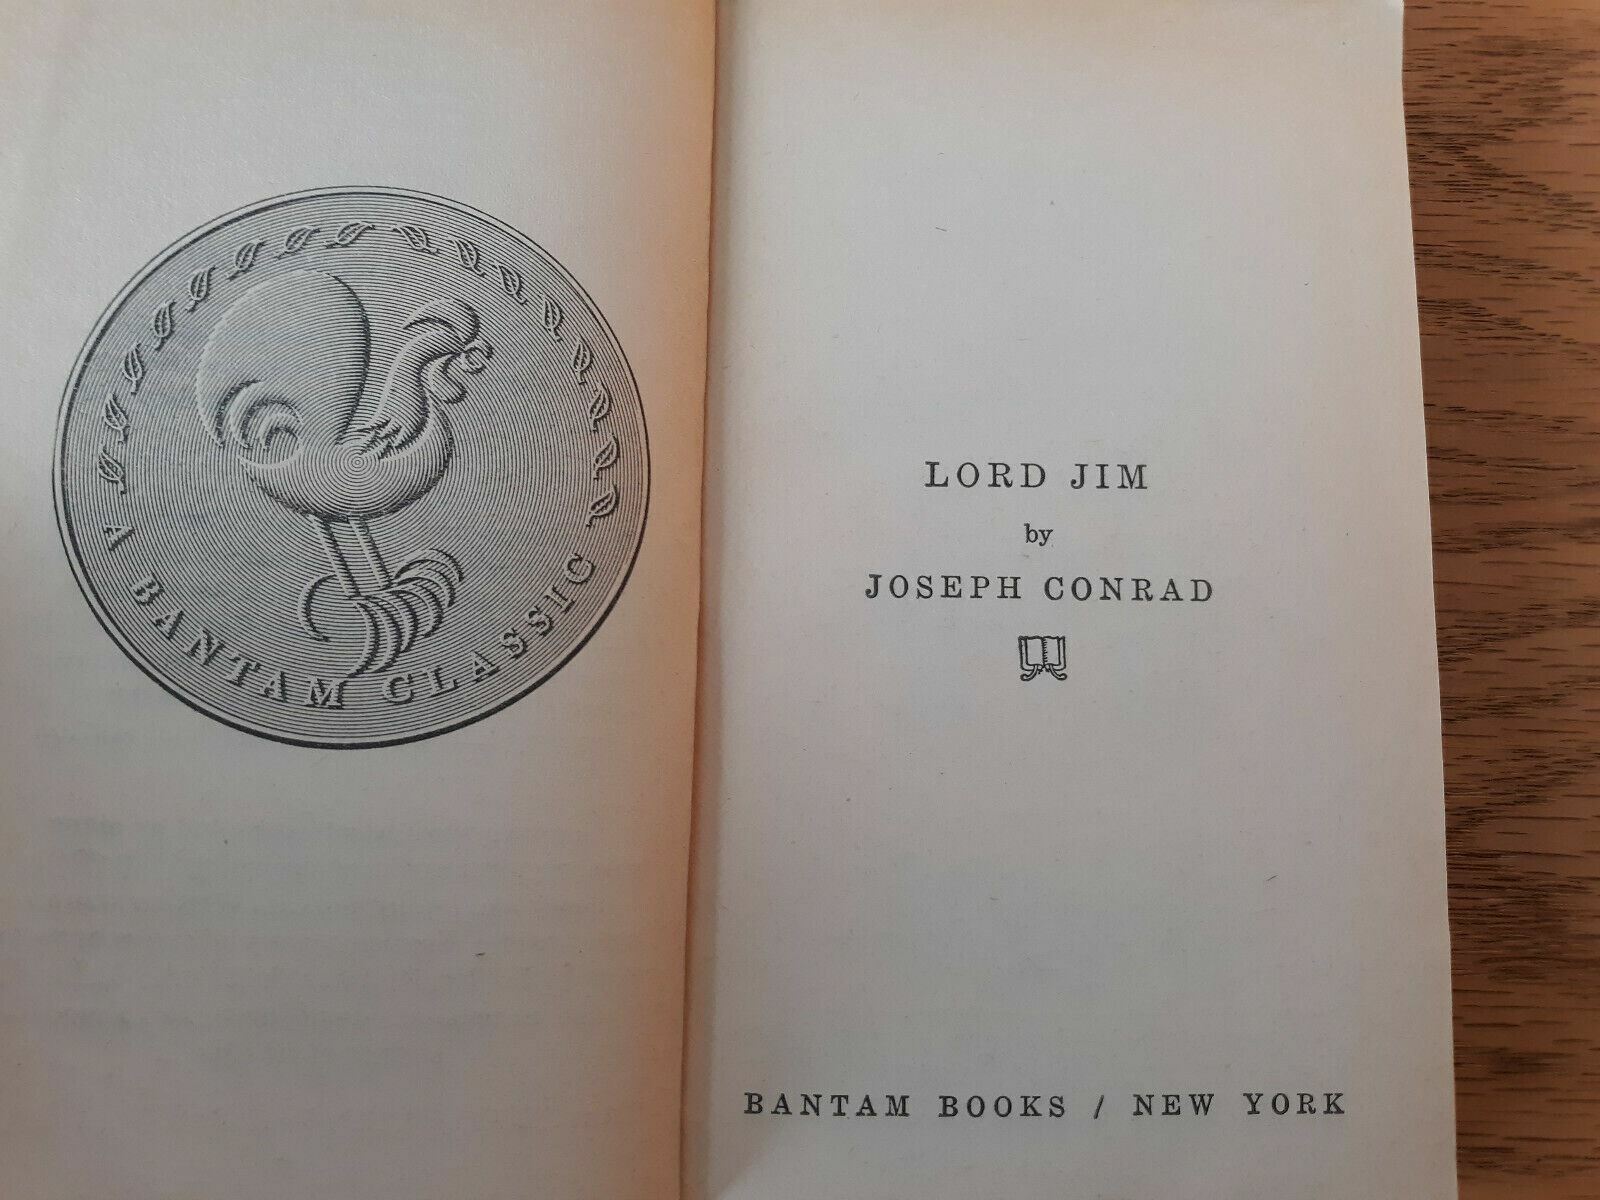 A BANTAM CLASSIC
LORD JIM
by
JOSEPH CONRAD
BANTAM BOOKS / NEW YORK